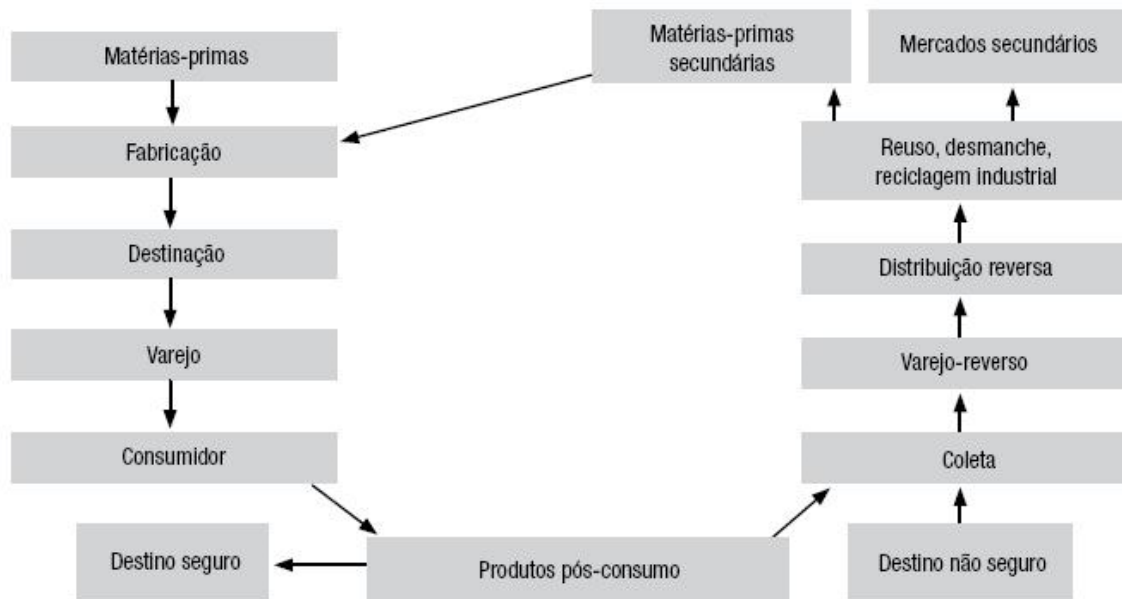 Matérias-primas
Fabricação
Destinação
Varejo
Consumidor
Destino seguro
Produtos pós-consumo
Matérias-primas
secundárias
Mercados secundários
Reuso, desmanche,
reciclagem industrial
Distribuição reversa
Varejo-reverso
Coleta
Destino não seguro